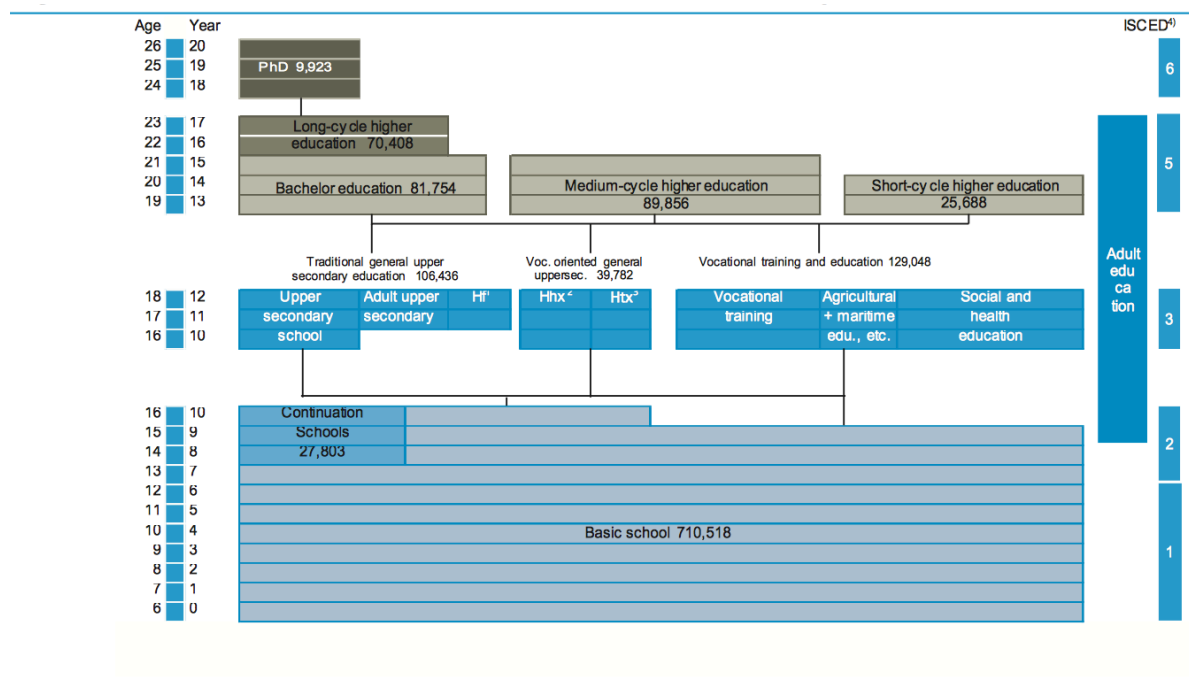 Age Year ISCED4)
26 20
25 19 PhD 9,923 6
24 18
23 17 Long-cycle higher
22 16 education 70,408
21 15 5
20 14 Bachelor education 81,754 Medium-cycle higher education Short-cycle higher education
19 13 89,856 25,688
Adult
edu
ca
tion
Traditional general upper Voc. oriented general Vocational training and education 129,048
secondary education 106,436 uppersec. 39,782
18 12 Upper Adult upper Hf1 Hhx 2 Htx3 Vocational Agricultural Social and
17 11 secondary secondary training + maritime health 3
16 10 school edu., etc. education
16 10 Continuation
15 9 Schools
14 8 27,803 2
13 7
12 6
11 5
10 4 Basic school 710,518
9 3 1
8 2
7 1
6 0